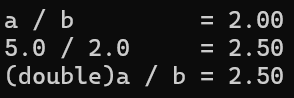 a / b         = 2.00
5.0 / 2.0     = 2.50
(double)a / b = 2.50